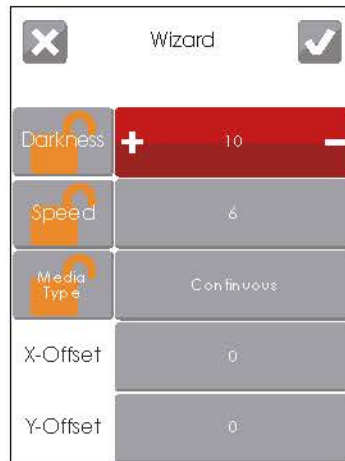 Wizard
Darkness
+ 10 -
Speed
6
Media
Type
Continuous
X-Offset
0
Y-Offset
0